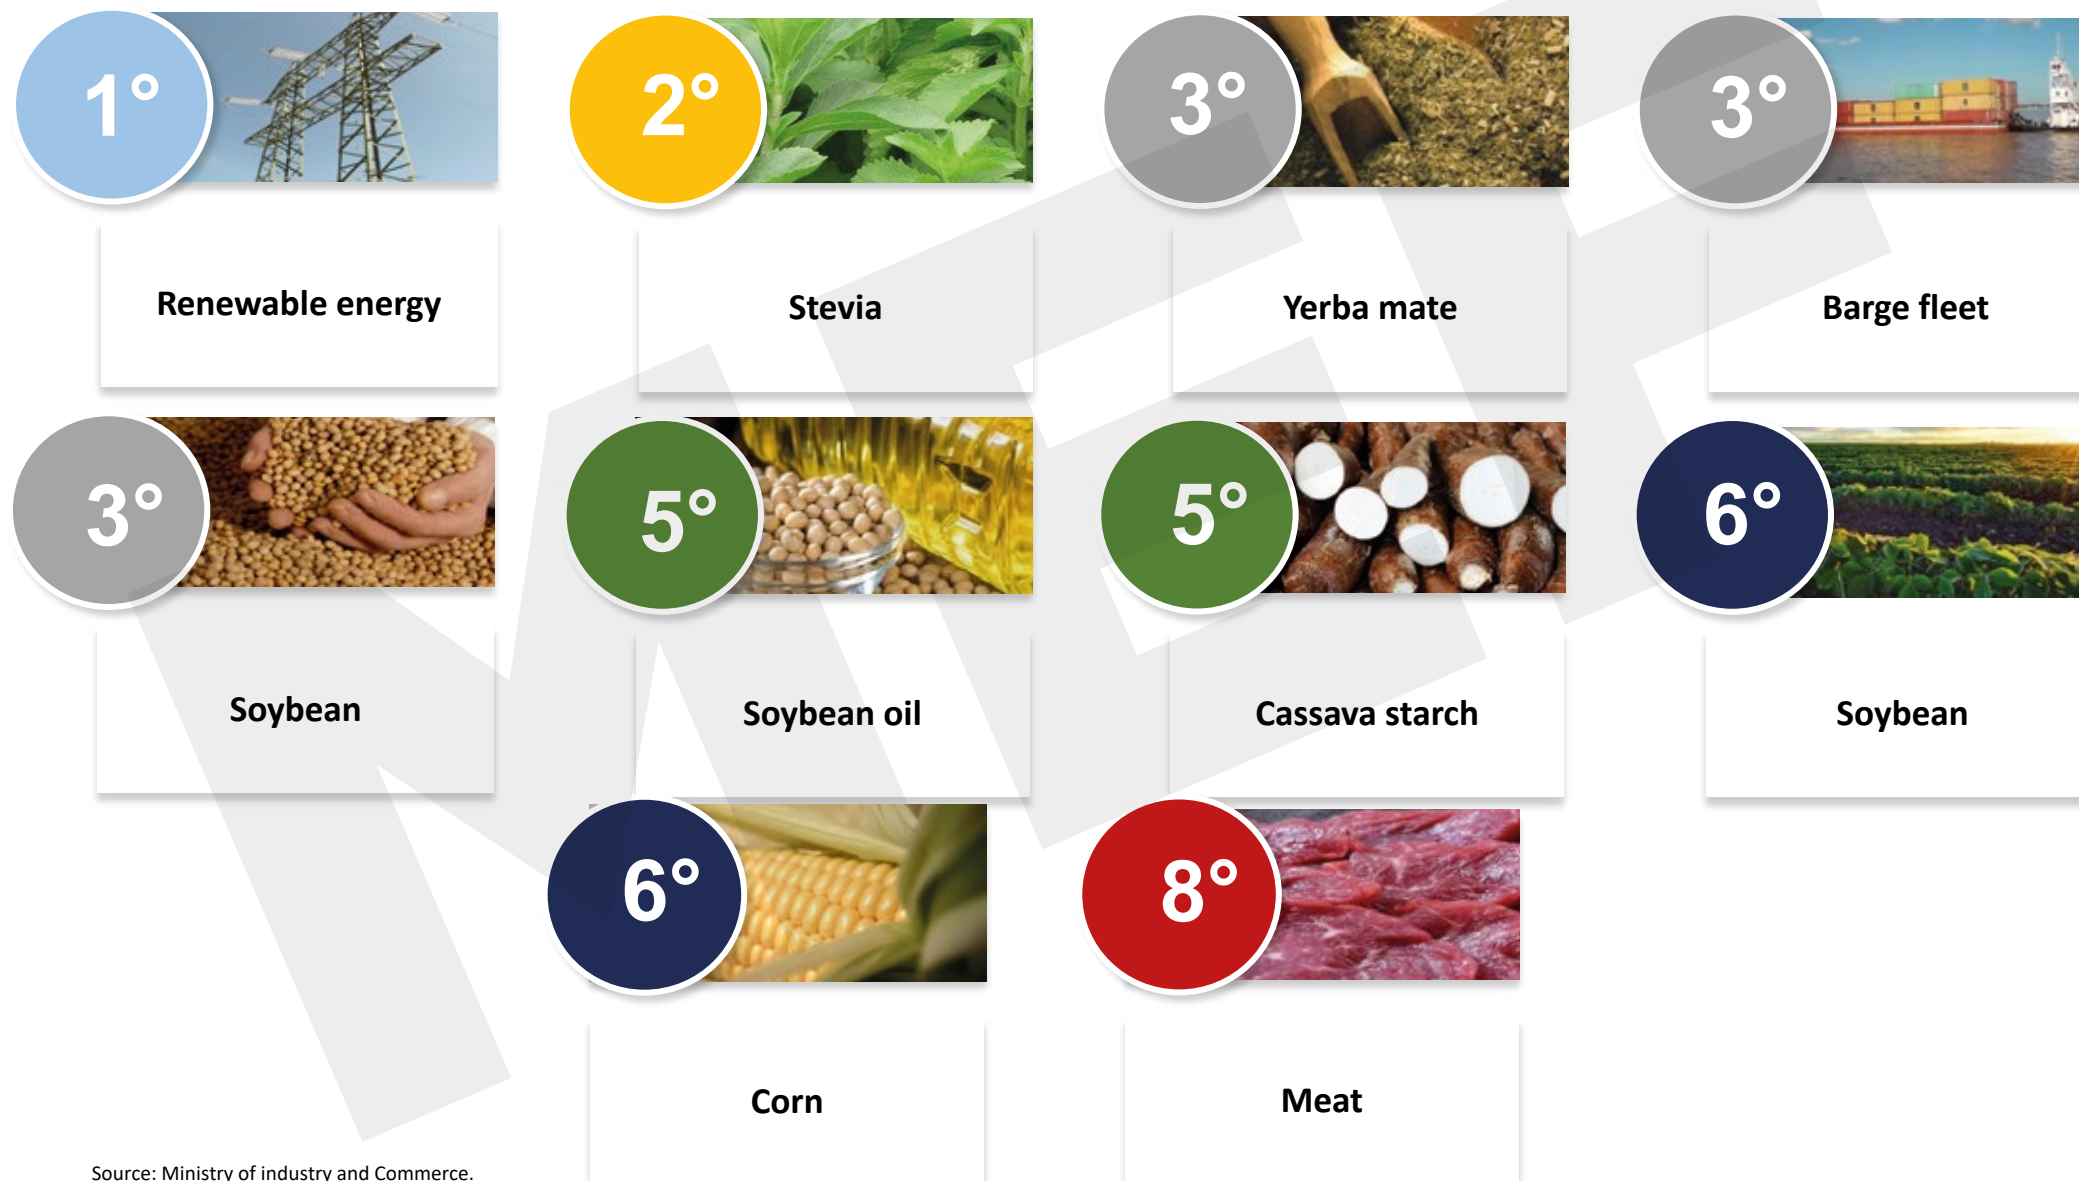 1°
2°
3°
3°
Renewable energy
Stevia
Yerba mate
Barge fleet
3°
5°
5°
6°
Soybean
Soybean oil
Cassava starch
Soybean
6°
8°
Corn
Meat
Source: Ministry of industry and Commerce.